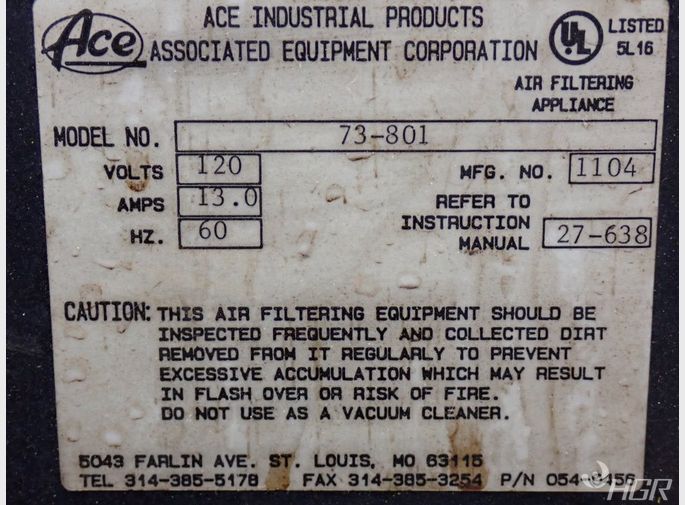 Ace
ACE INDUSTRIAL PRODUCTS
ASSOCIATED EQUIPMENT CORPORATION
UL
LISTED
5L16
AIR FILTERING
APPLIANCE
MODEL NO. 73-801
VOLTS 120
MFG. NO. 1104
AMPS 13.0
HZ. 60
REFER TO
INSTRUCTION
MANUAL 27-638
CAUTION: THIS AIR FILTERING EQUIPMENT SHOULD BE
INSPECTED FREQUENTLY AND COLLECTED DIRT
REMOVED FROM IT REGULARLY TO PREVENT
EXCESSIVE ACCUMULATION WHICH MAY RESULT
IN FLASH OVER OR RISK OF FIRE.
DO NOT USE AS A VACUUM CLEANER.
5043 FARLIN AVE. ST. LOUIS, MO 63115
TEL 314-385-5178 FAX 314-385-3254 P/N
HGR